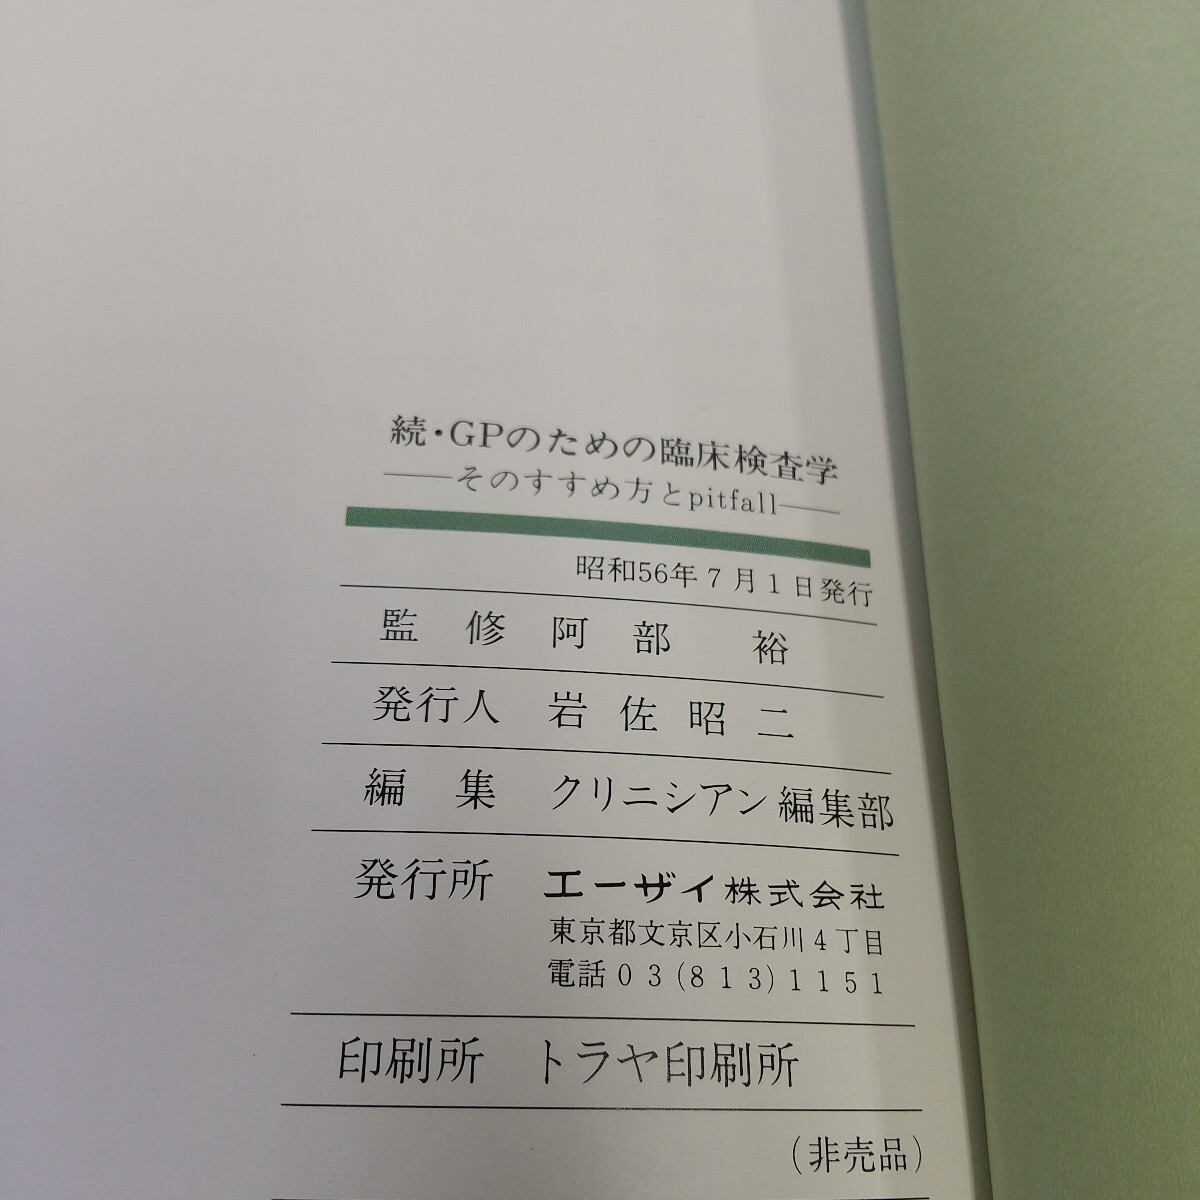 続・GPのための臨床検査学
――そのすすめ方とpitfall――
昭和56年7月1日発行
監 修 阿 部 裕
発行人 岩 佐 昭 二
編 集 クリニシアン編集部
発行所 エーザイ株式会社
東京都文京区小石川4丁目
電話03(813)1151
印刷所 トラヤ印刷所
(非売品)